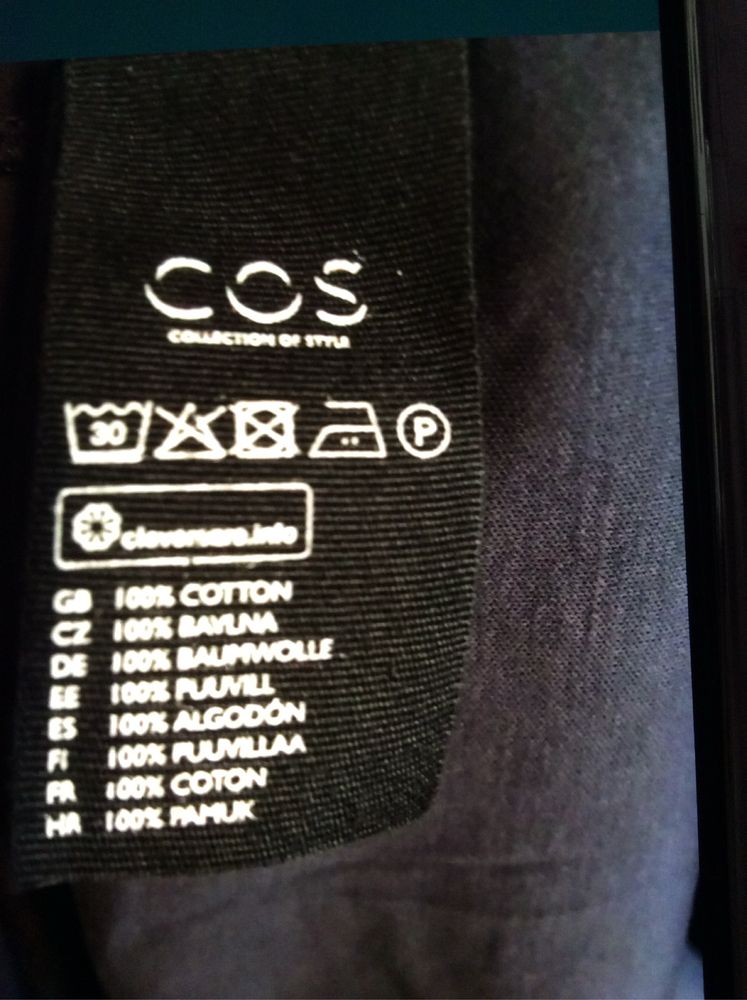 COS
COLLECTION OF STYLE
30 P
clevercare.info
GB 100% COTTON
CZ 100% BAVLNA
DE 100% BAUMWOLLE
EE 100% PUUVILL
ES 100% ALGODÓN
FI 100% PUUVILLAA
FR 100% COTON
HR 100% PAMUK